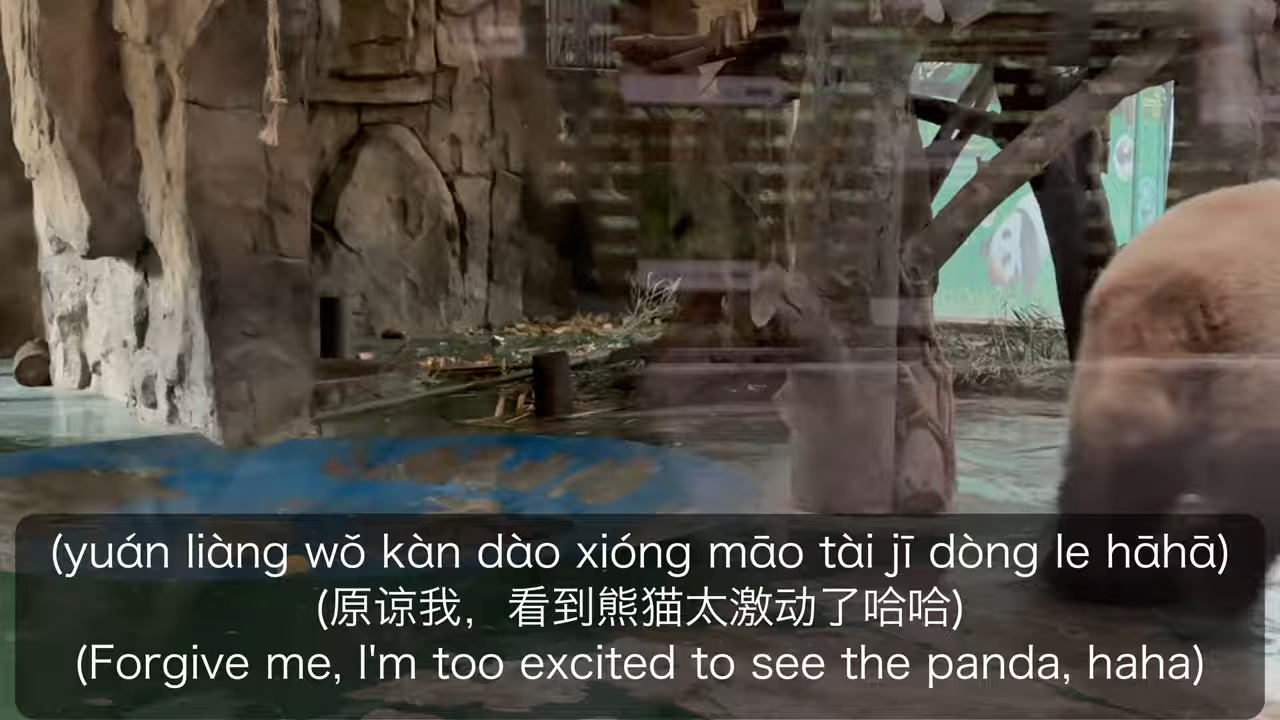 (yuán liàng wǒ kàn dào xióng māo tài jī dòng le hāhā)
(原谅我，看到熊猫太激动了哈哈)
(Forgive me, I'm too excited to see the panda, haha)